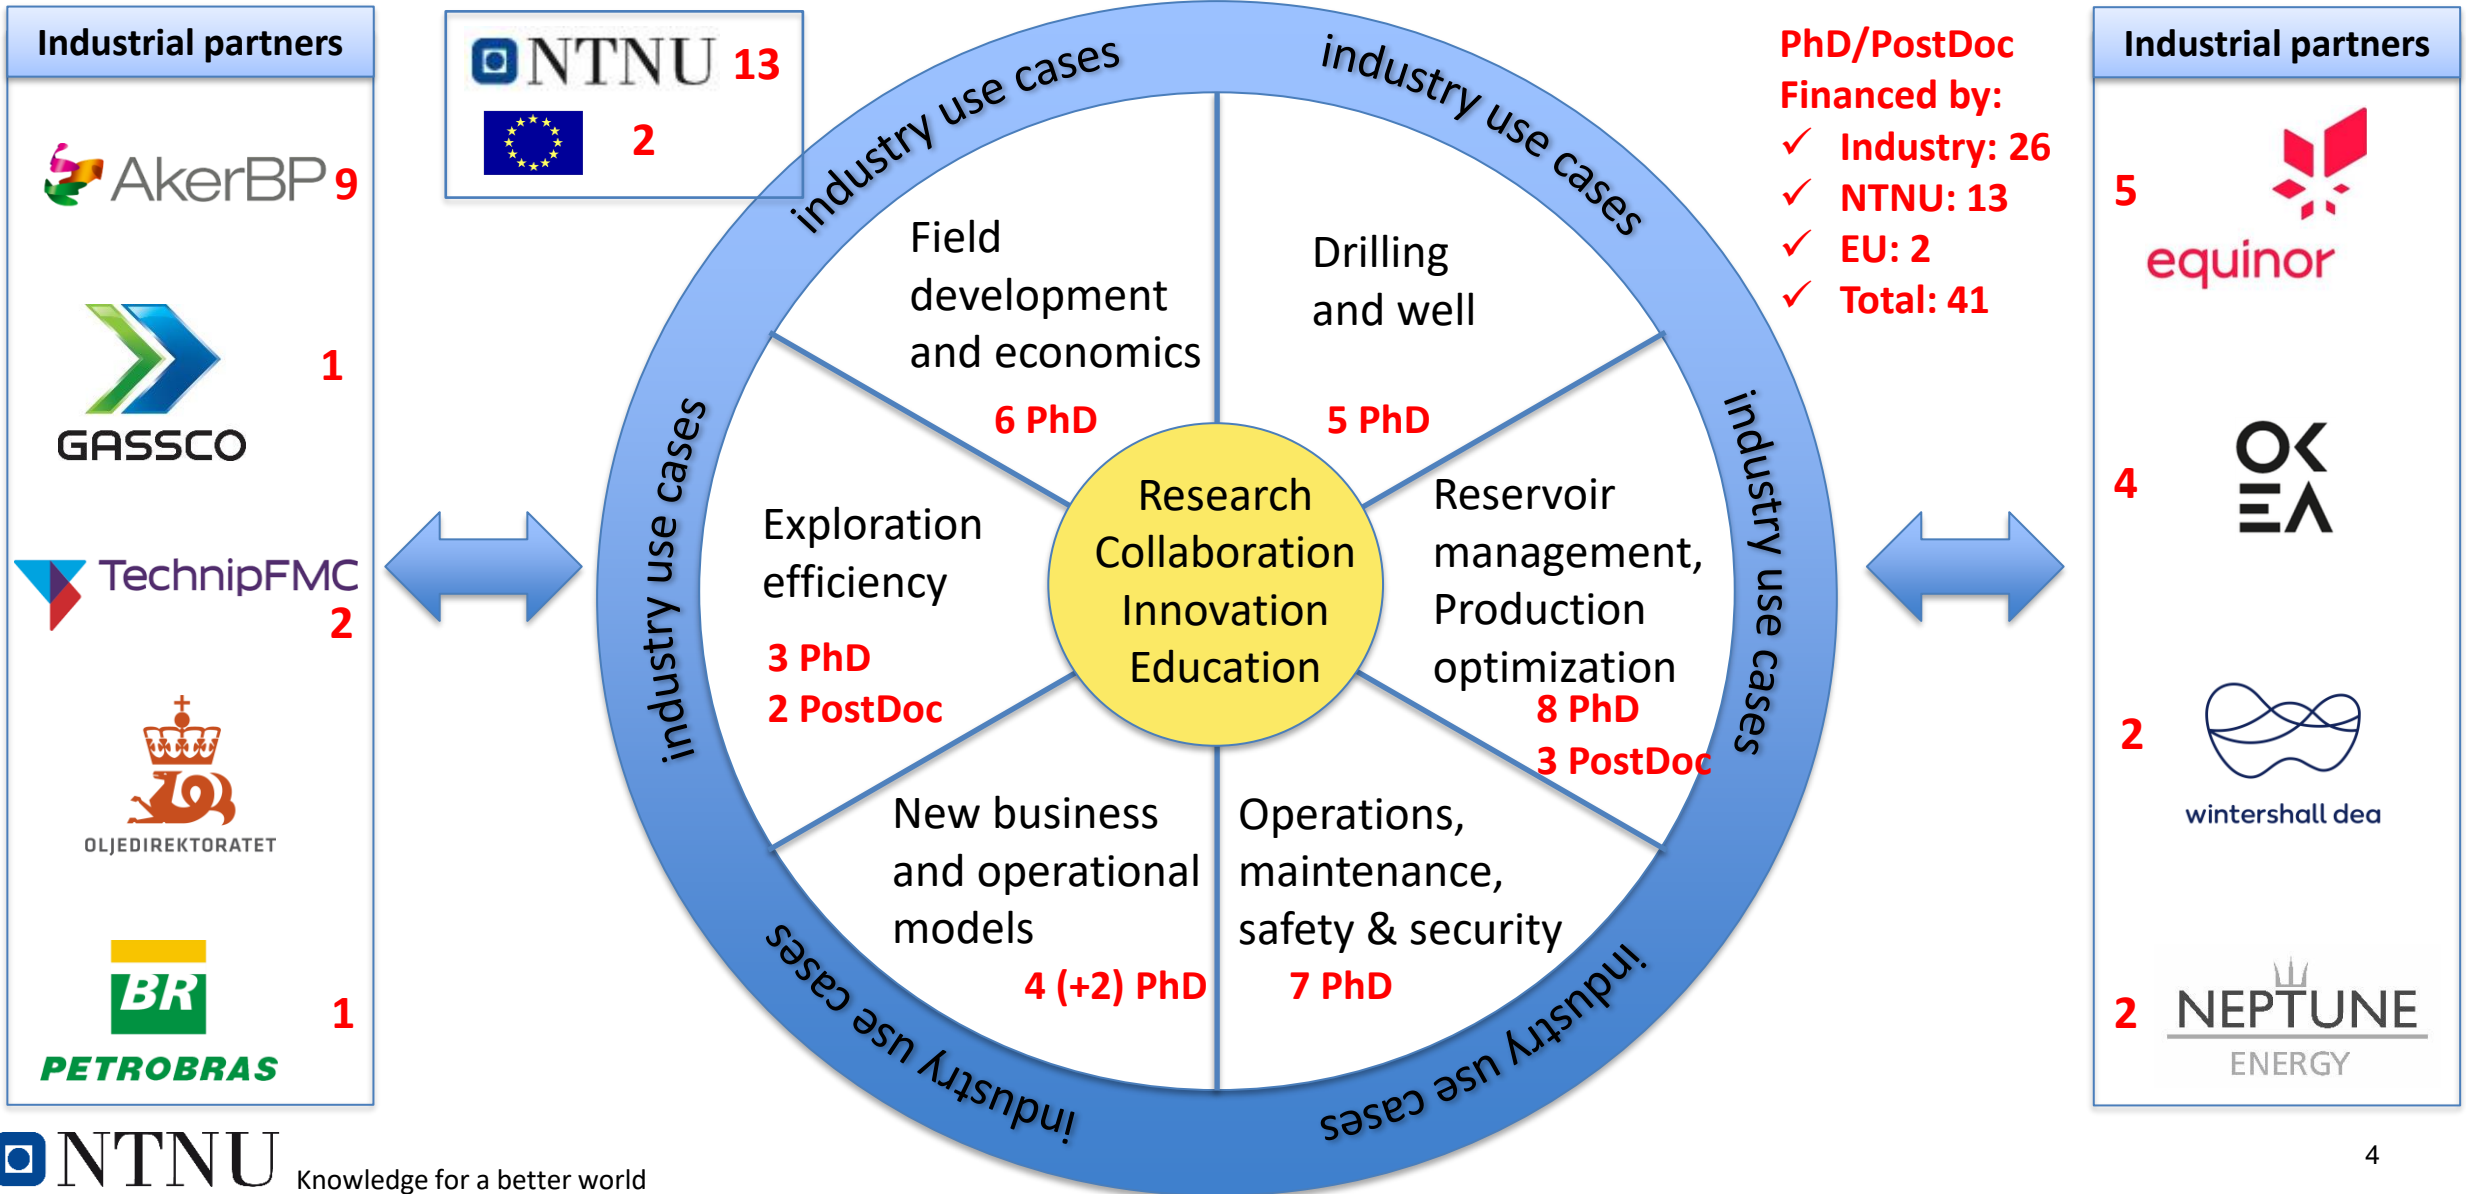 Industrial partners
AkerBP 9
1
GASSCO
TechnipFMC
2
OLJEDIREKTORATET
BR
1
PETROBRAS
NTNU 13
2
industry use cases
industry use cases
industry use cases
industry use cases
industry use cases
industry use cases
Field
development
and economics
6 PhD
Drilling
and well
5 PhD
Exploration
efficiency
3 PhD
2 PostDoc
Research
Collaboration
Innovation
Education
Reservoir
management,
Production
optimization
8 PhD
3 PostDoc
New business
and operational
models
4 (+2) PhD
Operations,
maintenance,
safety & security
7 PhD
PhD/PostDoc
Financed by:
✓ Industry: 26
✓ NTNU: 13
✓ EU: 2
✓ Total: 41
Industrial partners
5
equinor
4
OK
EA
2
wintershall dea
2
NEPTUNE
ENERGY
NTNU Knowledge for a better world
4